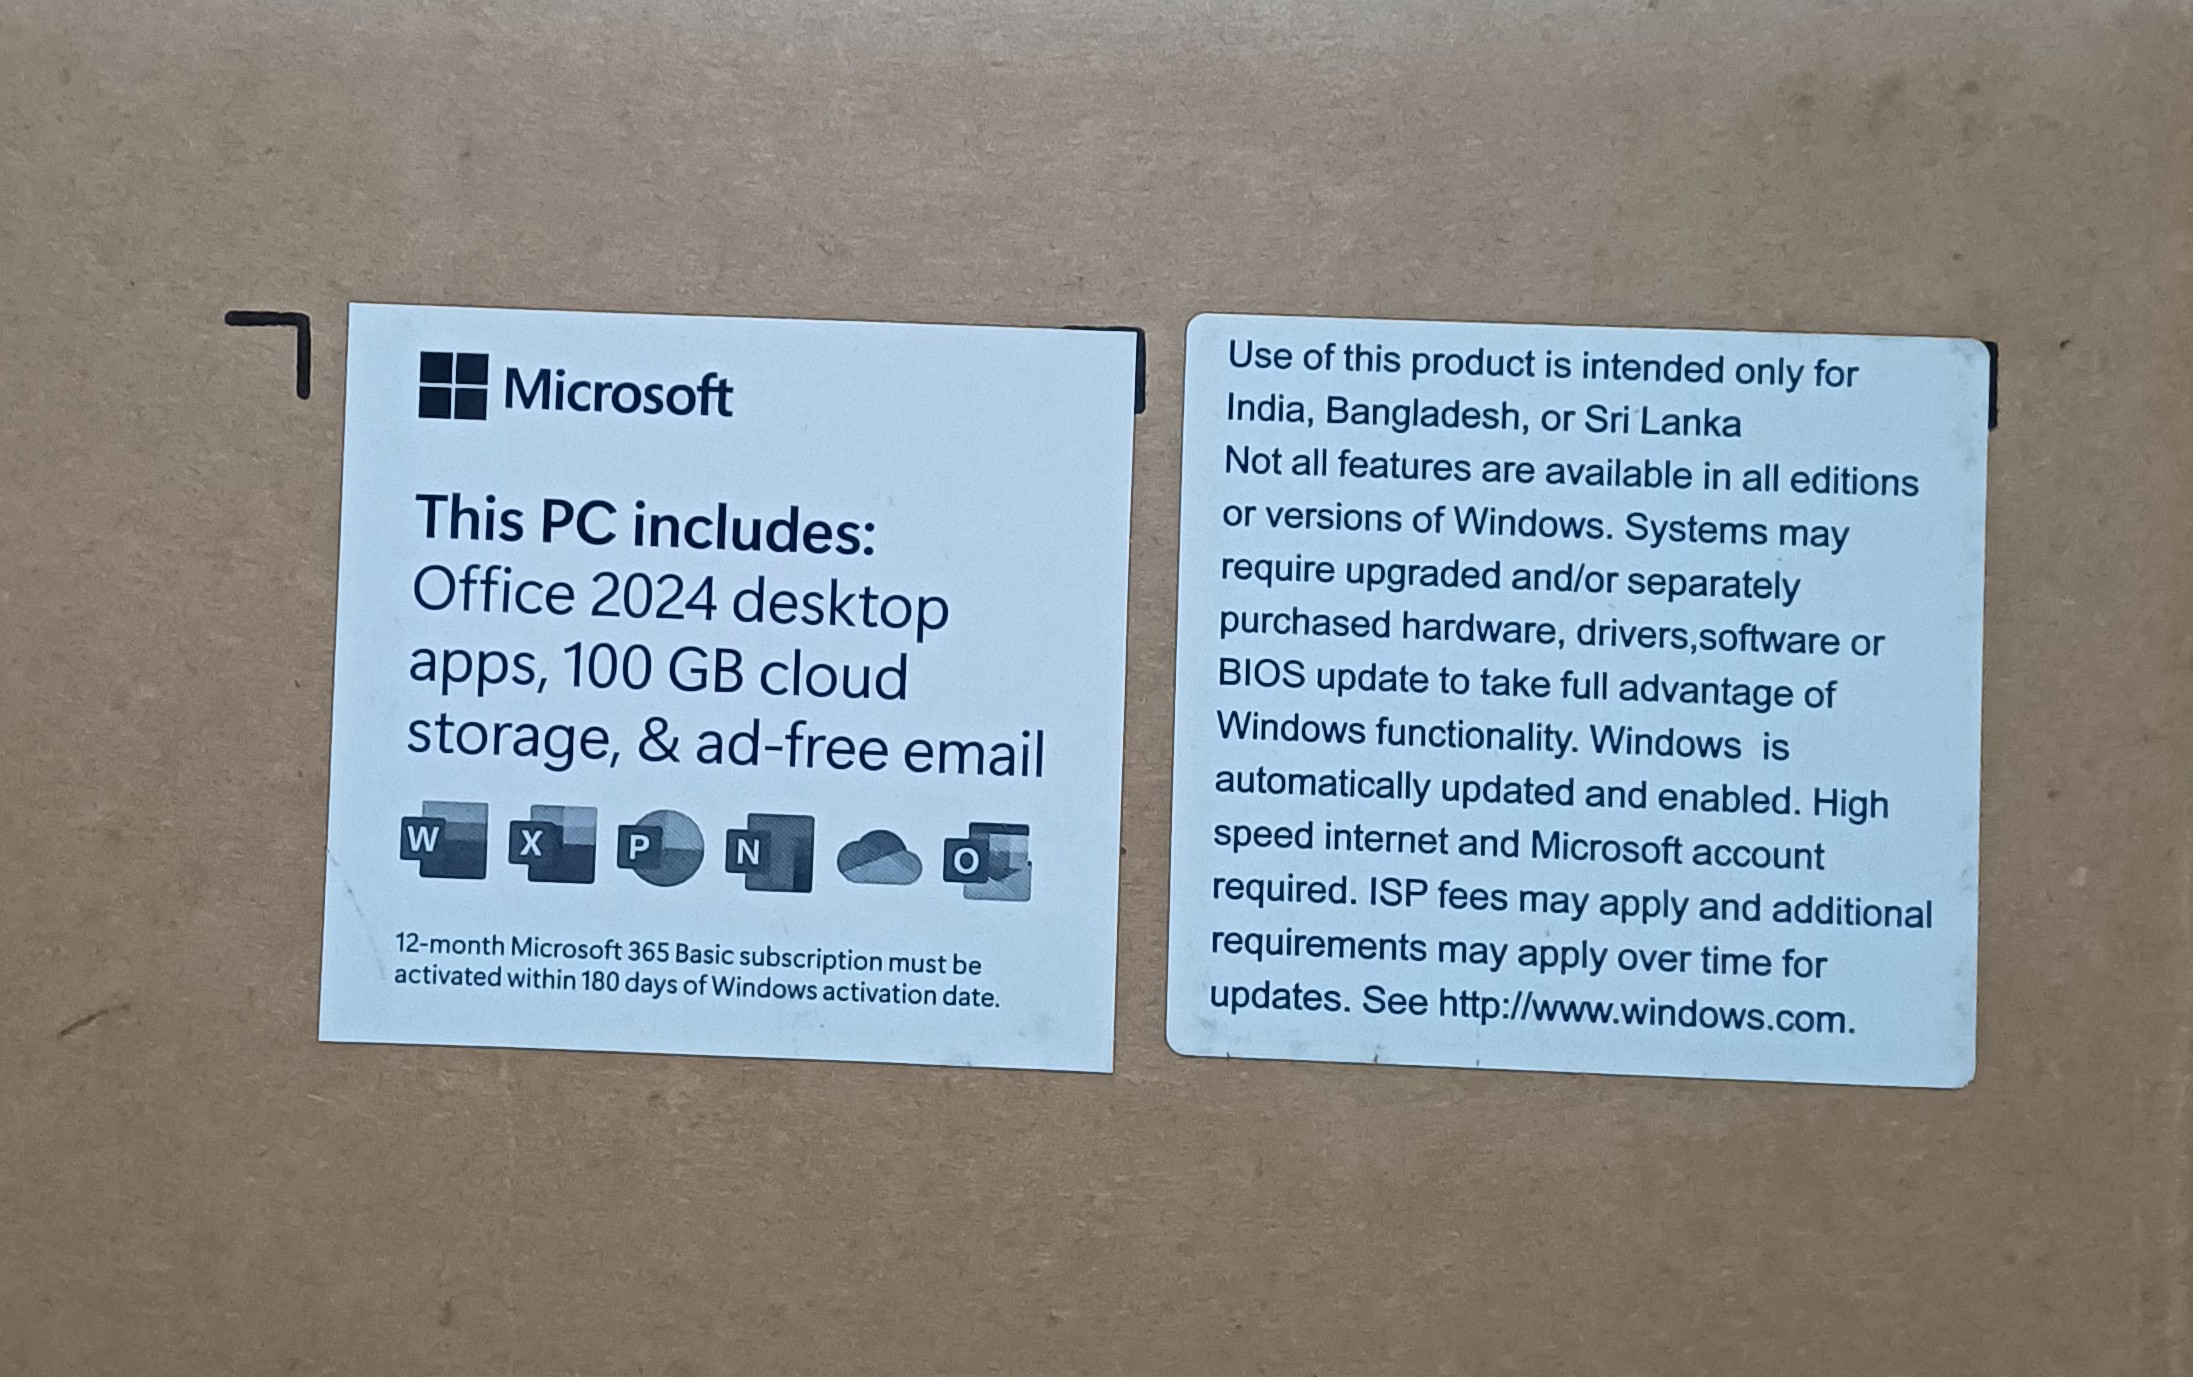 Microsoft
This PC includes:
Office 2024 desktop
apps, 100 GB cloud
storage, & ad-free email
W X P N O
12-month Microsoft 365 Basic subscription must be
activated within 180 days of Windows activation date.
Use of this product is intended only for
India, Bangladesh, or Sri Lanka
Not all features are available in all editions
or versions of Windows. Systems may
require upgraded and/or separately
purchased hardware, drivers,software or
BIOS update to take full advantage of
Windows functionality. Windows  is
automatically updated and enabled. High
speed internet and Microsoft account
required. ISP fees may apply and additional
requirements may apply over time for
updates. See http://www.windows.com.